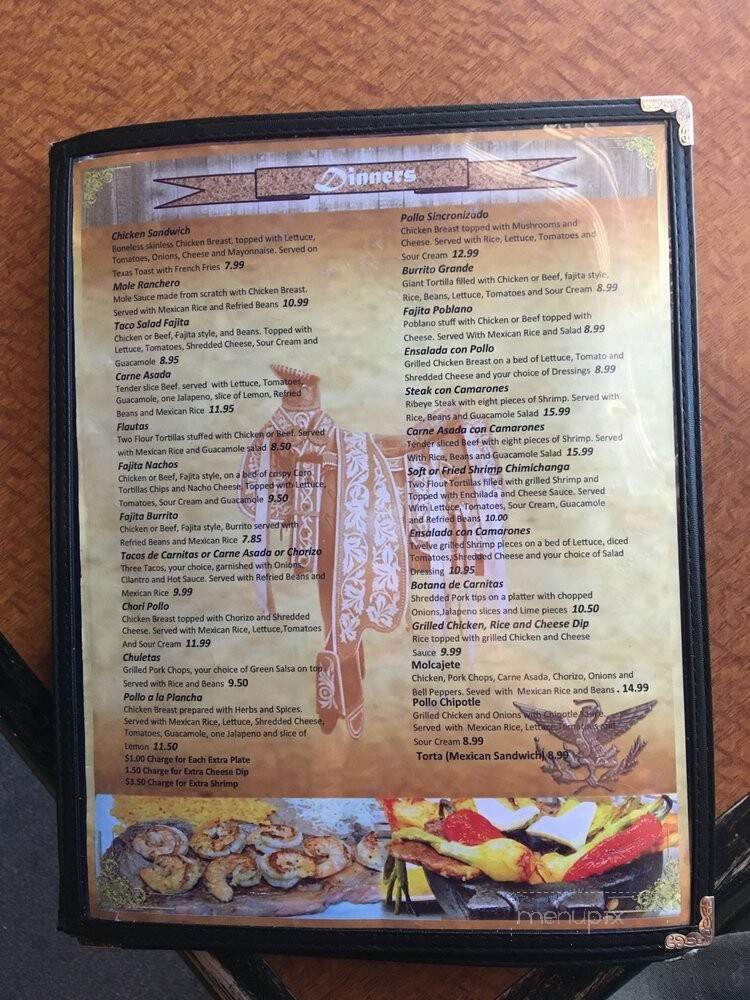 Dinners
Chicken Sandwich
Boneless skinless Chicken Breast, topped with Lettuce,
Tomatoes, Onions, Cheese and Mayonnaise. Served on
Texas Toast with French Fries 7.99
Mole Ranchero
Mole Sauce made from scratch with Chicken Breast.
Served with Mexican Rice and Refried Beans 10.99
Taco Salad Fajita
Chicken or Beef, Fajita style, and Beans. Topped with
Lettuce, Tomatoes, Shredded Cheese, Sour Cream and
Guacamole 8.95
Carne Asada
Tender slice Beef. served with Lettuce, Tomatoes,
Guacamole, one Jalapeno, slice of Lemon, Refried
Beans and Mexican Rice 11.95
Flautas
Two Flour Tortillas stuffed with Chicken or Beef. Served
with Mexican Rice and Guacamole salad 8.50
Fajita Nachos
Chicken or Beef, Fajita style, on a bed of crispy Corn
Tortillas Chips and Nacho Cheese, Topped with Lettuce,
Tomatoes, Sour Cream and Guacamole 9.50
Fajita Burrito
Chicken or Beef, Fajita style, Burrito served with
Refried Beans and Mexican Rice 7.85
Tacos de Carnitas or Carne Asada or Chorizo
Three Tacos, your choice, garnished with Onions,
Cilantro and Hot Sauce. Served with Refried Beans and
Mexican Rice 9.99
Chori Pollo
Chicken Breast topped with Chorizo and Shredded
Cheese. Served with Mexican Rice, Lettuce,Tomatoes
And Sour Cream 11.99
Chuletas
Grilled Pork Chops, your choice of Green Salsa on top
Served with Rice and Beans 9.50
Pollo a la Plancha
Chicken Breast prepared with Herbs and Spices.
Served with Mexican Rice, Lettuce, Shredded Cheese,
Tomatoes, Guacamole, one Jalapeno and slice of
Lemon 11.50
$1.00 Charge for Each Extra Plate
1.50 Charge for Extra Cheese Dip
$3.50 Charge for Extra Shrimp
Pollo Sincronizado
Chicken Breast topped with Mushrooms and
Cheese. Served with Rice, Lettuce, Tomatoes and
Sour Cream 12.99
Burrito Grande
Giant Tortilla filled with Chicken or Beef, fajita style,
Rice, Beans, Lettuce, Tomatoes and Sour Cream 8.99
Fajita Poblano
Poblano stuff with Chicken or Beef topped with
Cheese. Served With Mexican Rice and Salad 8.99
Ensalada con Pollo
Grilled Chicken Breast on a bed of Lettuce, Tomato and
Shredded Cheese and your choice of Dressings 8.99
Steak con Camarones
Ribeye Steak with eight pieces of Shrimp. Served with
Rice, Beans and Guacamole Salad 15.99
Carne Asada con Camarones
Tender sliced Beef with eight pieces of Shrimp. Served
With Rice, Beans and Guacamole Salad 15.99
Soft or Fried Shrimp Chimichanga
Two Flour Tortillas filled with grilled Shrimp and
Topped with Enchilada and Cheese Sauce. Served
With Lettuce, Tomatoes, Sour Cream, Guacamole
and Refried Beans 10.00
Ensalada con Camarones
Twelve grilled Shrimp pieces on a bed of Lettuce, diced
Tomatoes, Shredded Cheese and your choice of Salad
Dressing 10.95
Botana de Carnitas
Shredded Pork tips on a platter with chopped
Onions,Jalapeno slices and Lime pieces 10.50
Grilled Chicken, Rice and Cheese Dip
Rice topped with grilled Chicken and Cheese
Sauce 9.99
Molcajete
Chicken, Pork Chops, Carne Asada, Chorizo, Onions and
Bell Peppers. Seved with Mexican Rice and Beans . 14.99
Pollo Chipotle
Grilled Chicken and Onions with Chipotle Sauce.
Served with Mexican Rice, Lettuce, Tomatoes and
Sour Cream 8.99
Torta (Mexican Sandwich) 8.99
menupix